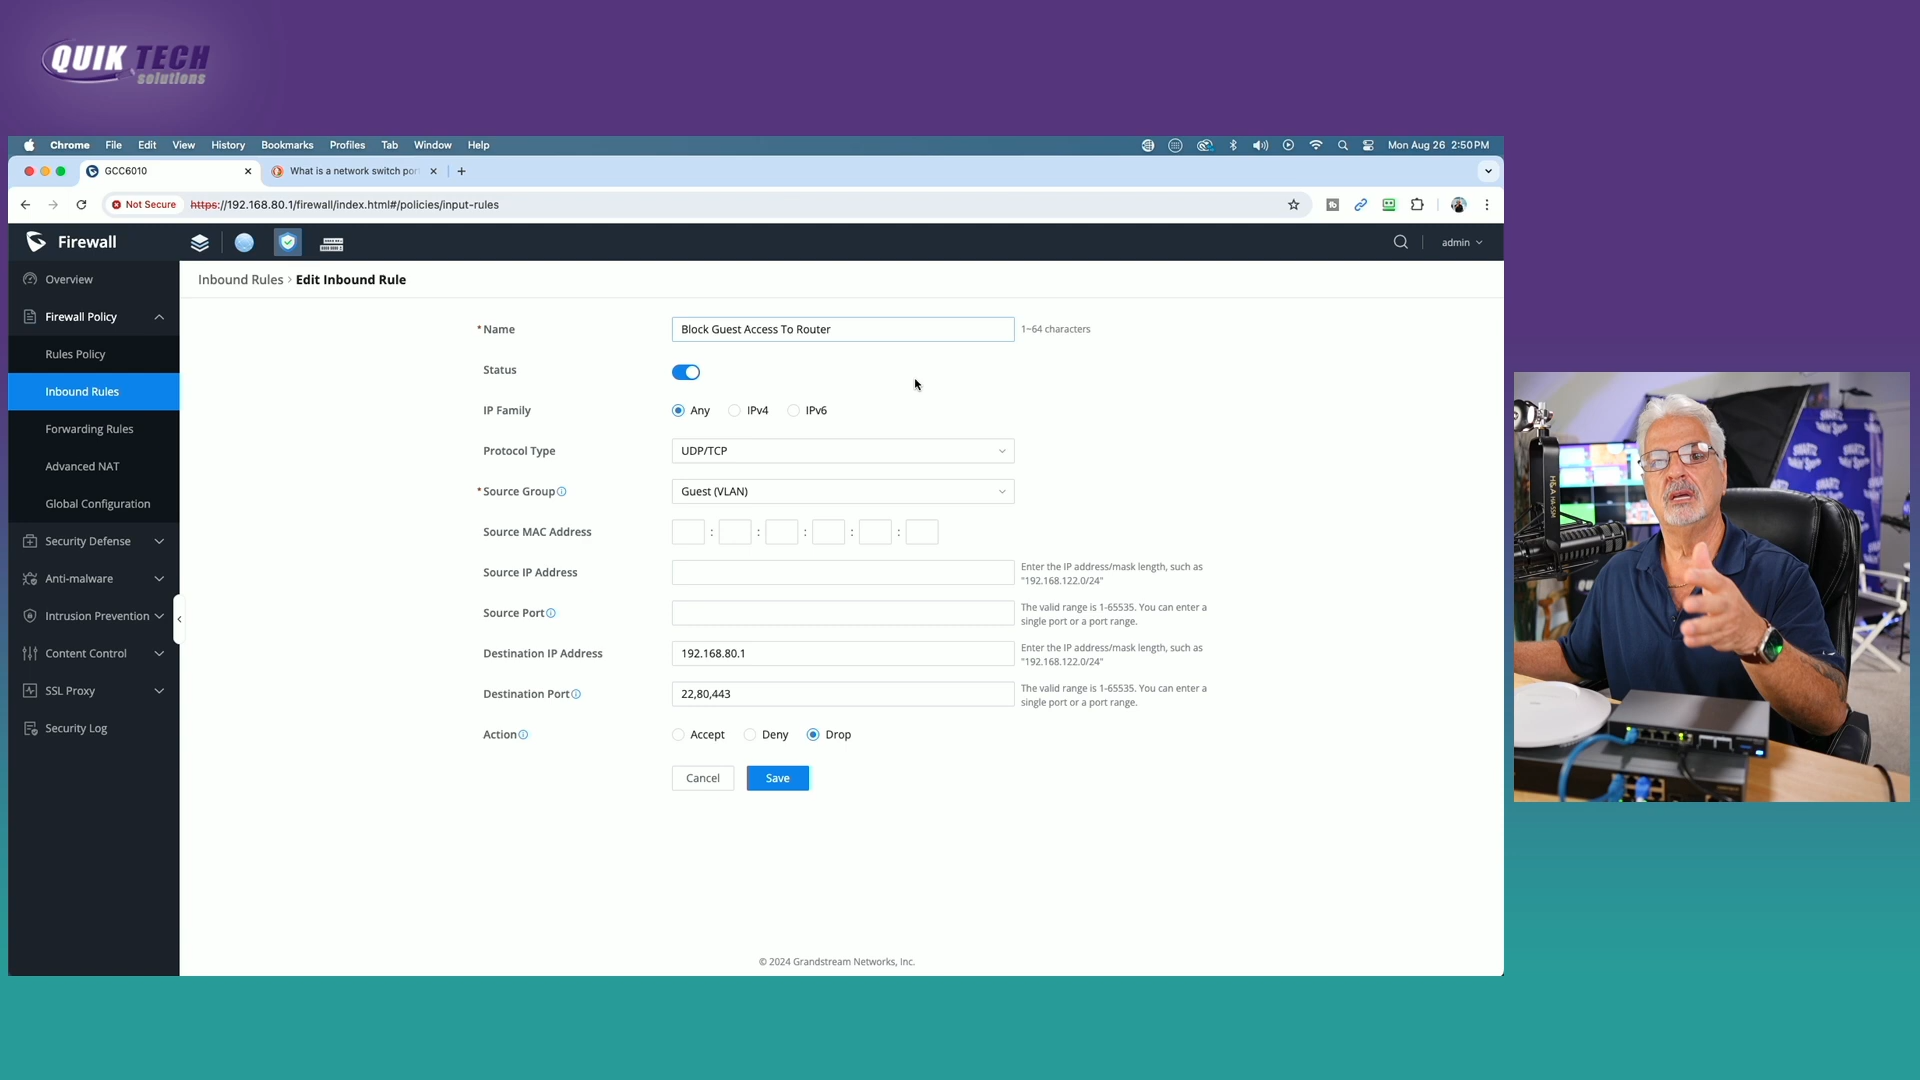 QUIK TECH
solutions
Chrome File Edit View History Bookmarks Profiles Tab Window Help
Mon Aug 26 2:50 PM
GCC6010
What is a network switch por
Not Secure https://192.168.80.1/firewall/index.html#/policies/input-rules
Firewall
admin
Overview
Firewall Policy
Rules Policy
Inbound Rules
Forwarding Rules
Advanced NAT
Global Configuration
Security Defense
Anti-malware
Intrusion Prevention
Content Control
SSL Proxy
Security Log
Inbound Rules › Edit Inbound Rule
* Name
Block Guest Access To Router
1~64 characters
Status
IP Family
Any IPv4 IPv6
Protocol Type
UDP/TCP
* Source Group
Guest (VLAN)
Source MAC Address
: : : : :
Source IP Address
Enter the IP address/mask length, such as
"192.168.122.0/24"
Source Port
The valid range is 1-65535. You can enter a
single port or a port range.
Destination IP Address
192.168.80.1
Enter the IP address/mask length, such as
"192.168.122.0/24"
Destination Port
22,80,443
The valid range is 1-65535. You can enter a
single port or a port range.
Action
Accept Deny Drop
Cancel Save
© 2024 Grandstream Networks, Inc.